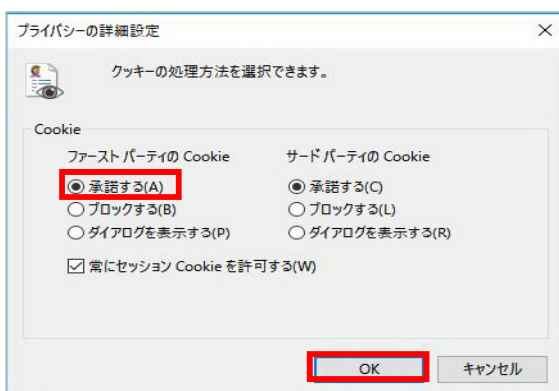 プライバシーの詳細設定
クッキーの処理方法を選択できます。
Cookie
ファースト パーティの Cookie サード パーティの Cookie
承諾する(A) 承諾する(C)
ブロックする(B) ブロックする(L)
ダイアログを表示する(P) ダイアログを表示する(R)
常にセッション Cookie を許可する(W)
OK キャンセル